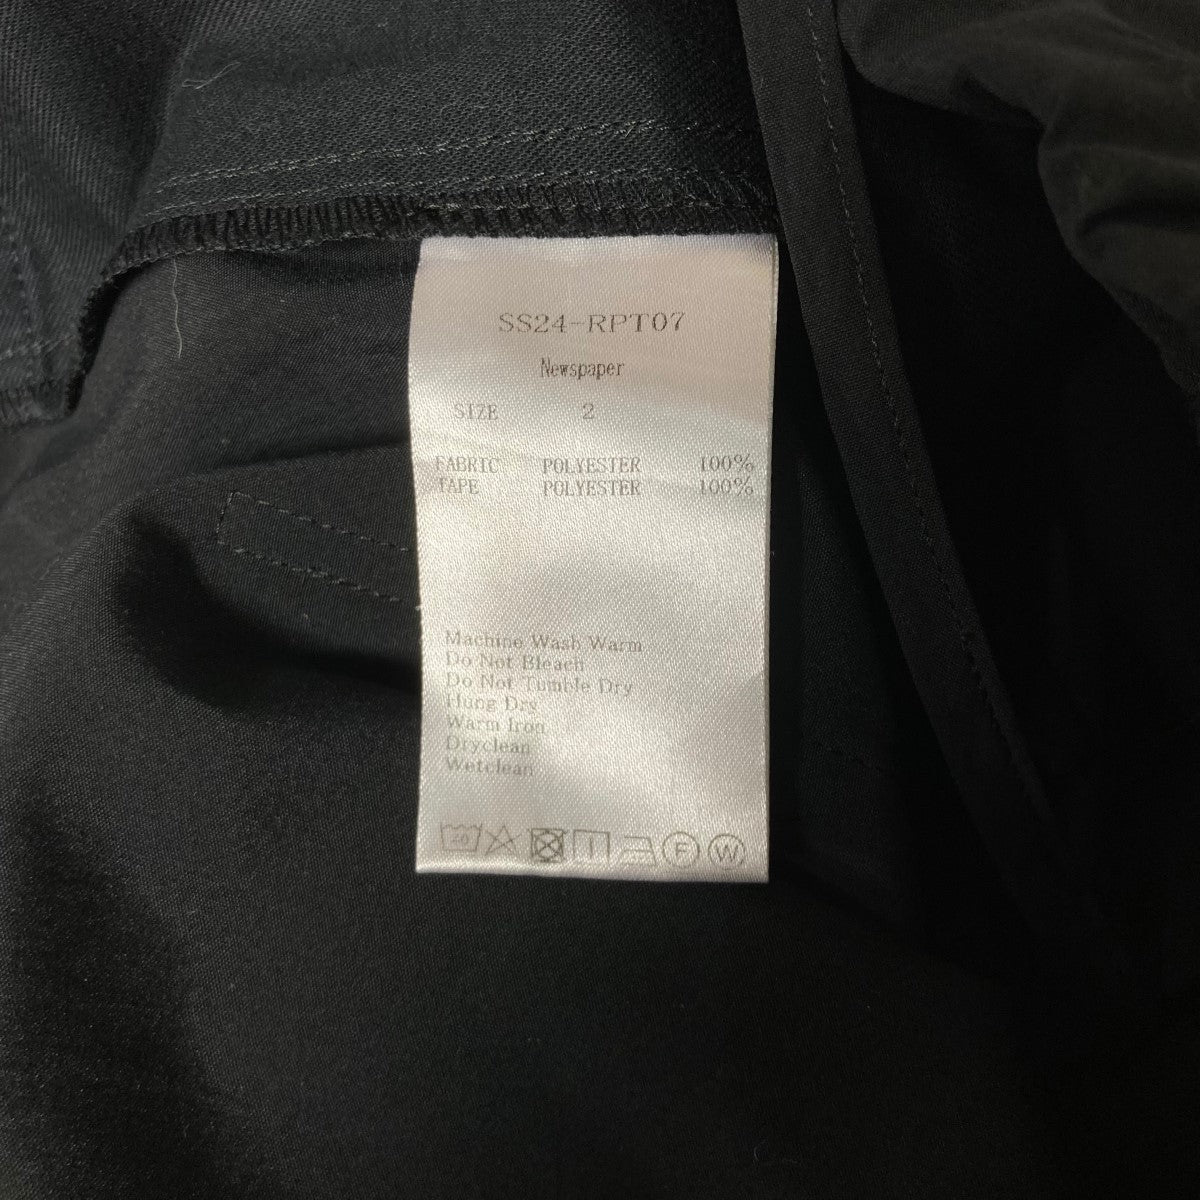 SS24-RPT07
Newspaper
SIZE 2
FABRIC POLYESTER 100%
TAPE POLYESTER 100%
Machine Wash Warm
Do Not Bleach
Do Not Tumble Dry
Hung Dry
Warm Iron
Dryclean
Wetclean
F W